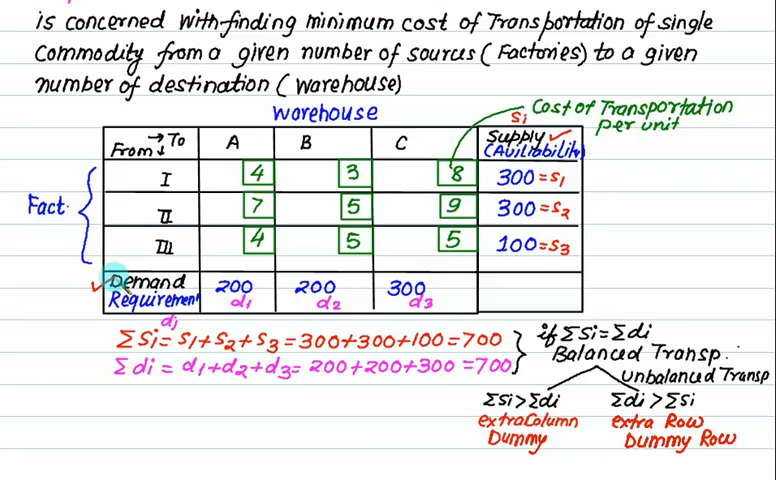 is concerned with finding minimum cost of Transportation of single
Commodity from a given number of sourcus (Factories) to a given
number of destination (warehouse)
Warehouse
Cost of Transportation
per unit
Si
From ↓ → To A B C Supply ✓
(Availiability)
Fact.
I 4 3 8 300 = S1
II 7 5 9 300 = S2
III 4 5 5 100 = S3
✓ Demand
Requirement 200 200 300
dj d1 d2 d3
ΣSi = S1+S2+S3 = 300+300+100 = 700
Σdi = d1+d2+d3 = 200+200+300 = 700
if ΣSi = Σdi
Balanced Transp.
Unbalanced Transp
ΣSi > Σdi Σdi > ΣSi
extra Column extra Row
Dummy Dummy Row